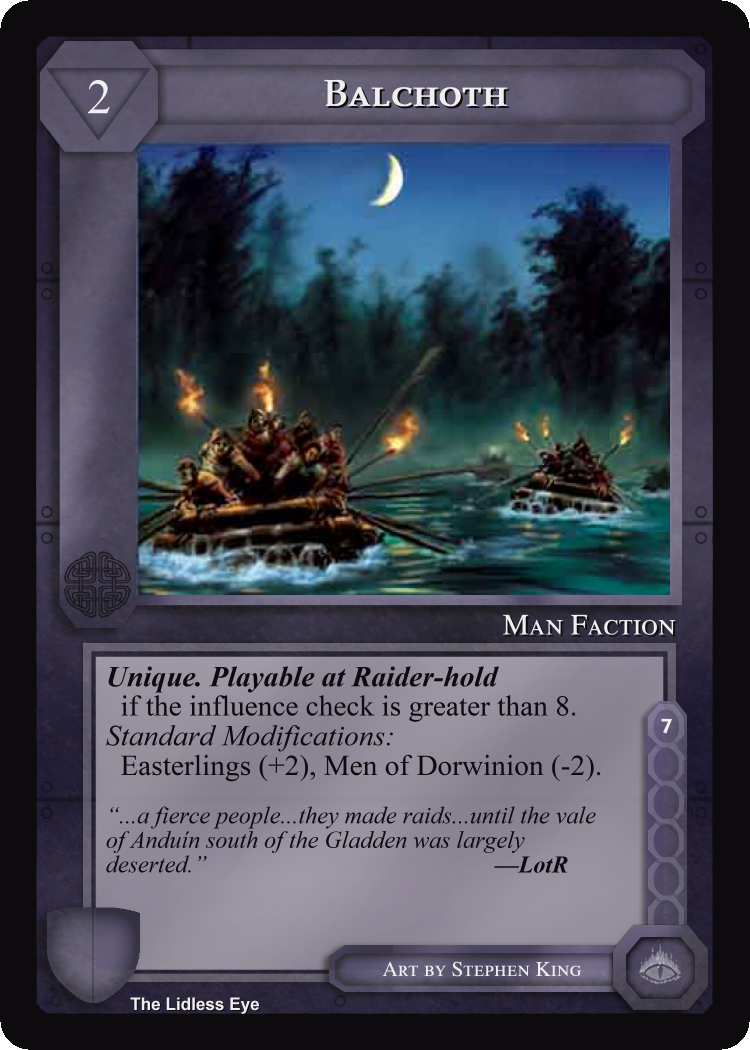 2
BALCHOTH
MAN FACTION
Unique. Playable at Raider-hold
if the influence check is greater than 8.
Standard Modifications:
Easterlings (+2), Men of Dorwinion (-2).
7
“...a fierce people...they made raids...until the vale
of Anduín south of the Gladden was largely
deserted.” —LotR
ART BY STEPHEN KING
The Lidless Eye